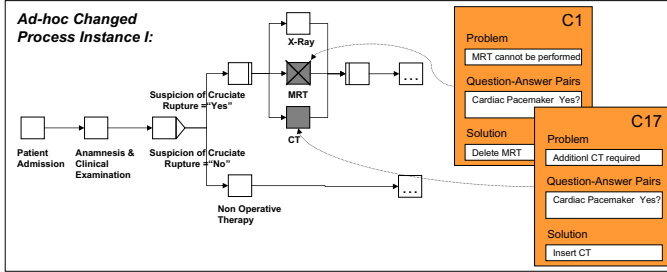 Ad-hoc Changed
Process Instance I:
X-Ray
MRT
CT
Suspicion of Cruciate
Rupture ="Yes"
Patient
Admission
Anamnesis &
Clinical
Examination
Suspicion of Cruciate
Rupture ="No"
Non Operative
Therapy
...
...
C1
Problem
MRT cannot be performed
Question-Answer Pairs
Cardiac Pacemaker Yes?
Solution
Delete MRT
C17
Problem
Additionl CT required
Question-Answer Pairs
Cardiac Pacemaker Yes?
Solution
Insert CT